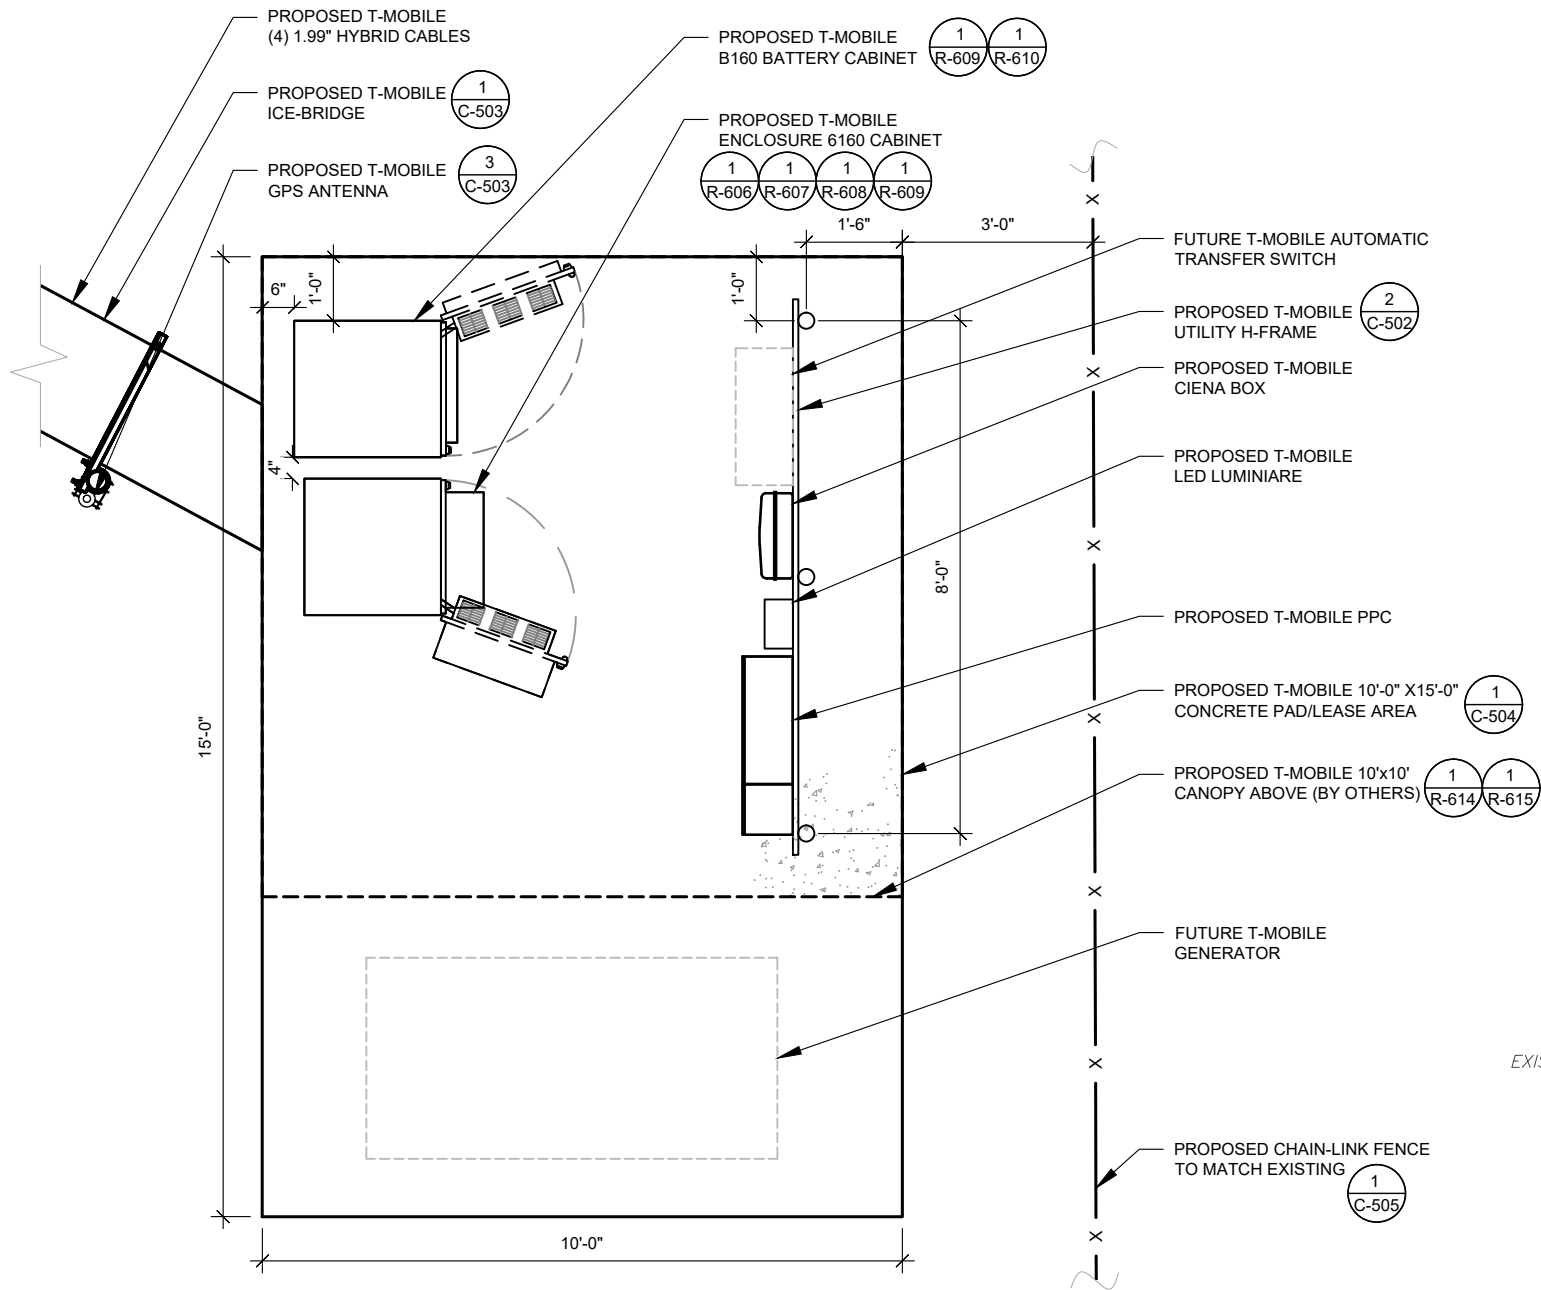 PROPOSED T-MOBILE
(4) 1.99" HYBRID CABLES
PROPOSED T-MOBILE
ICE-BRIDGE
1
C-503
PROPOSED T-MOBILE
GPS ANTENNA
3
C-503
PROPOSED T-MOBILE
B160 BATTERY CABINET
1
R-609
1
R-610
PROPOSED T-MOBILE
ENCLOSURE 6160 CABINET
1
R-606
1
R-607
1
R-608
1
R-609
1'-6"
3'-0"
X
FUTURE T-MOBILE AUTOMATIC
TRANSFER SWITCH
6"
1'-0"
1'-0"
PROPOSED T-MOBILE
UTILITY H-FRAME
2
C-502
X
PROPOSED T-MOBILE
CIENA BOX
4"
PROPOSED T-MOBILE
LED LUMINIARE
X
8'-0"
PROPOSED T-MOBILE PPC
15'-0"
X
PROPOSED T-MOBILE 10'-0" X15'-0"
CONCRETE PAD/LEASE AREA
1
C-504
PROPOSED T-MOBILE 10'x10'
CANOPY ABOVE (BY OTHERS)
1
R-614
1
R-615
X
FUTURE T-MOBILE
GENERATOR
X
EXIS
PROPOSED CHAIN-LINK FENCE
TO MATCH EXISTING
1
C-505
X
10'-0"